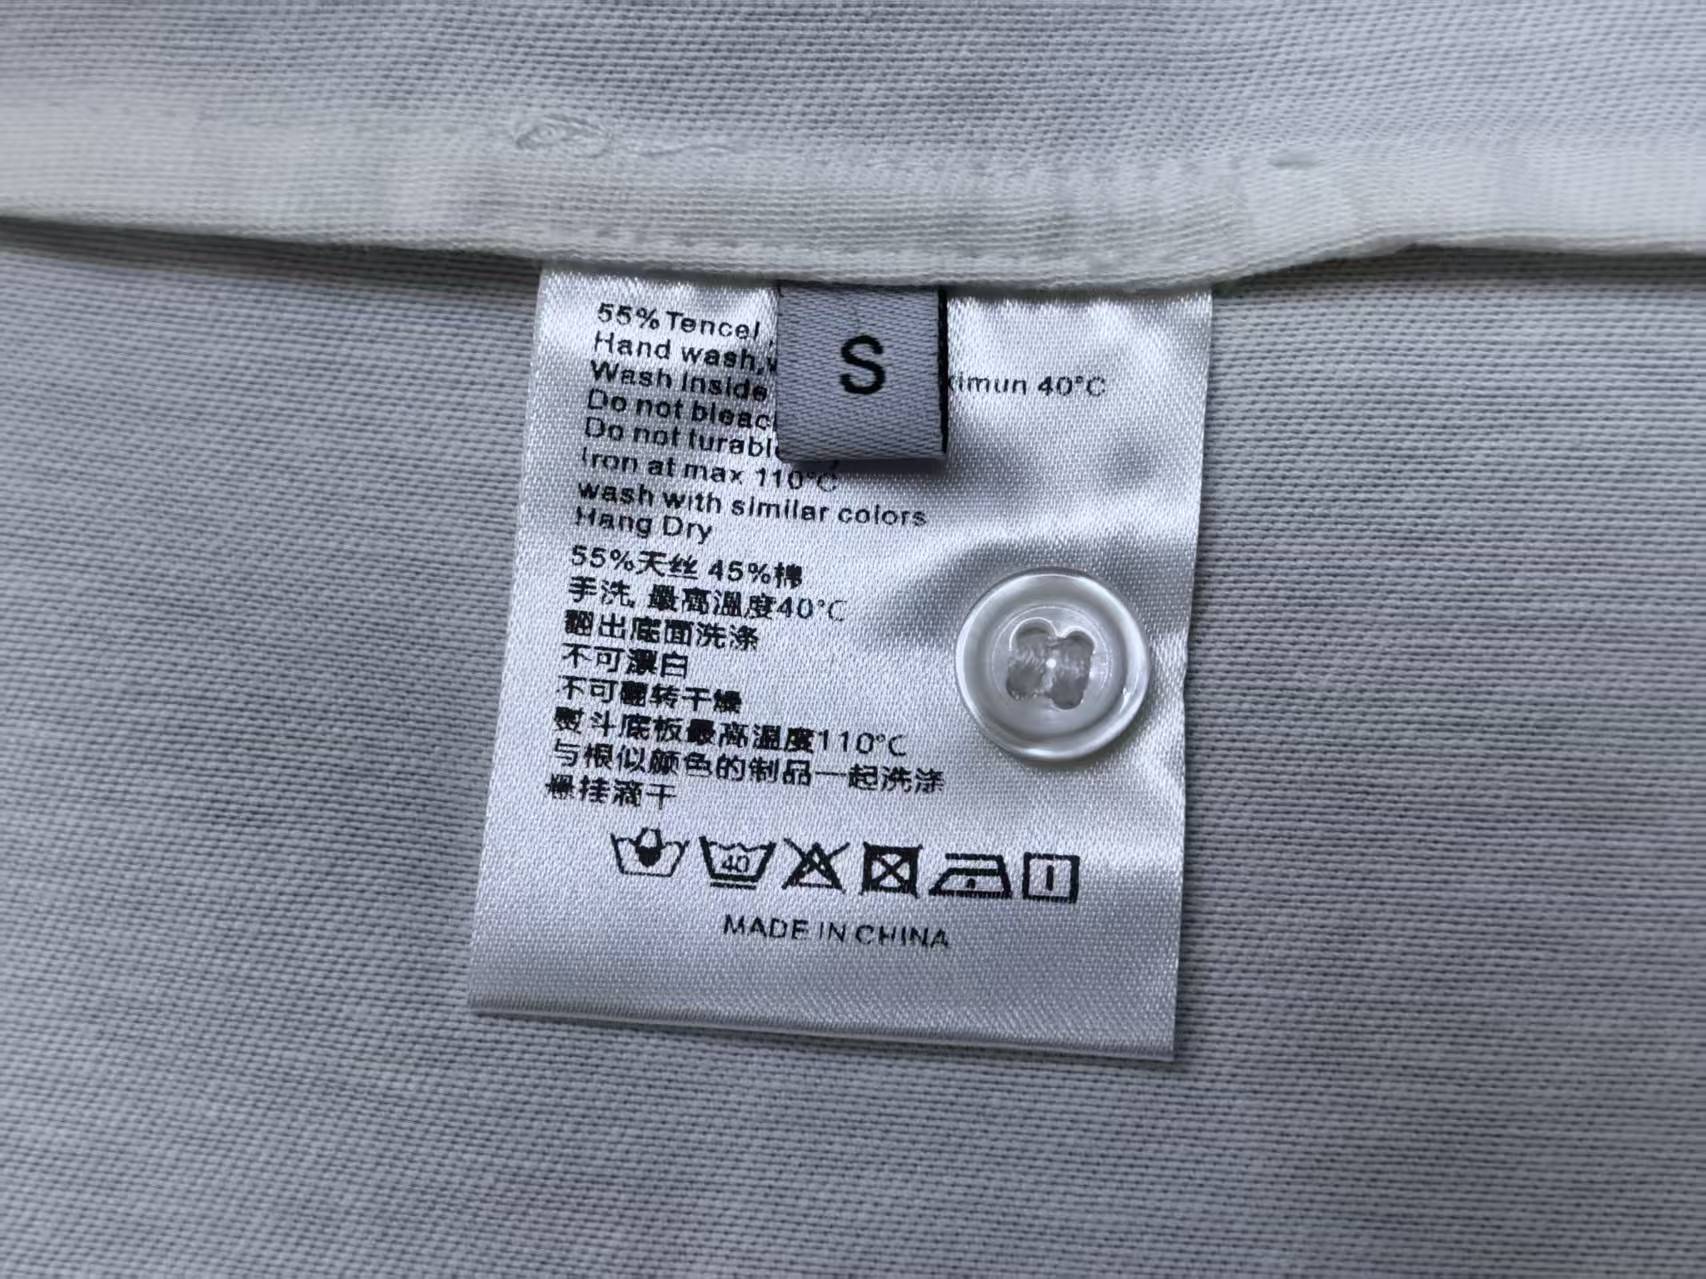 55% Tencel
S
Hand wash,
imun 40°C
Wash inside
Do not bleac
Do not turabl
Iron at max 110°C
wash with similar colors
Hang Dry
55%天丝 45%棉
手洗, 最高溫度40°C
翻出底面洗涤
不可漂白
不可翻转干燥
熨斗底板最高溫度110°C
与根似颜色的制品一起洗涤
悬挂滴干
40
MADE IN CHINA